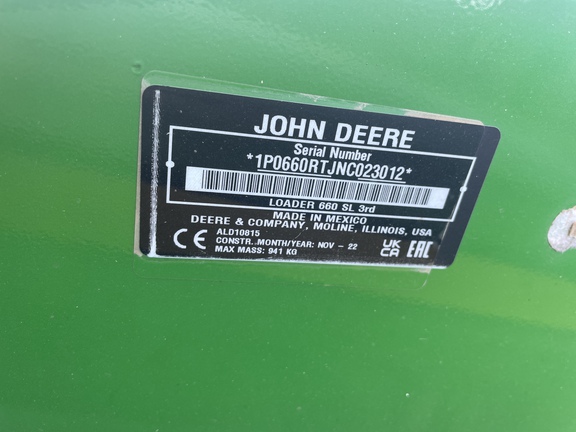 JOHN DEERE
Serial Number
*1P0660RTJNC023012*
LOADER 660 SL 3rd
MADE IN MEXICO
DEERE & COMPANY, MOLINE, ILLINOIS, USA
ALD10815
CONSTR..MONTH/YEAR: NOV - 22
MAX MASS: 941 KG
CE
UK
CA
EAC